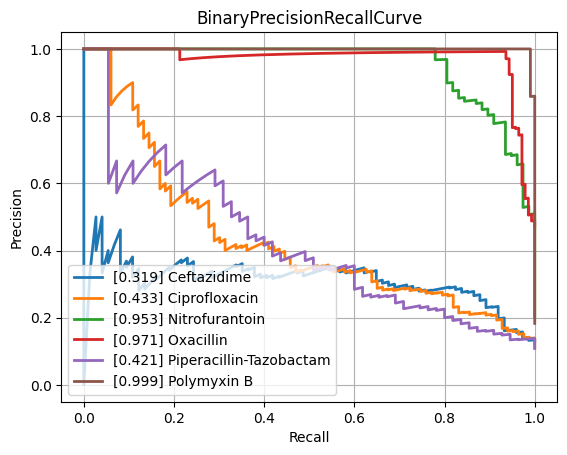 BinaryPrecisionRecallCurve
Precision
1.0
0.8
0.6
0.4
0.2
0.0
[0.319] Ceftazidime
[0.433] Ciprofloxacin
[0.953] Nitrofurantoin
[0.971] Oxacillin
[0.421] Piperacillin-Tazobactam
[0.999] Polymyxin B
0.0 0.2 0.4 0.6 0.8 1.0
Recall